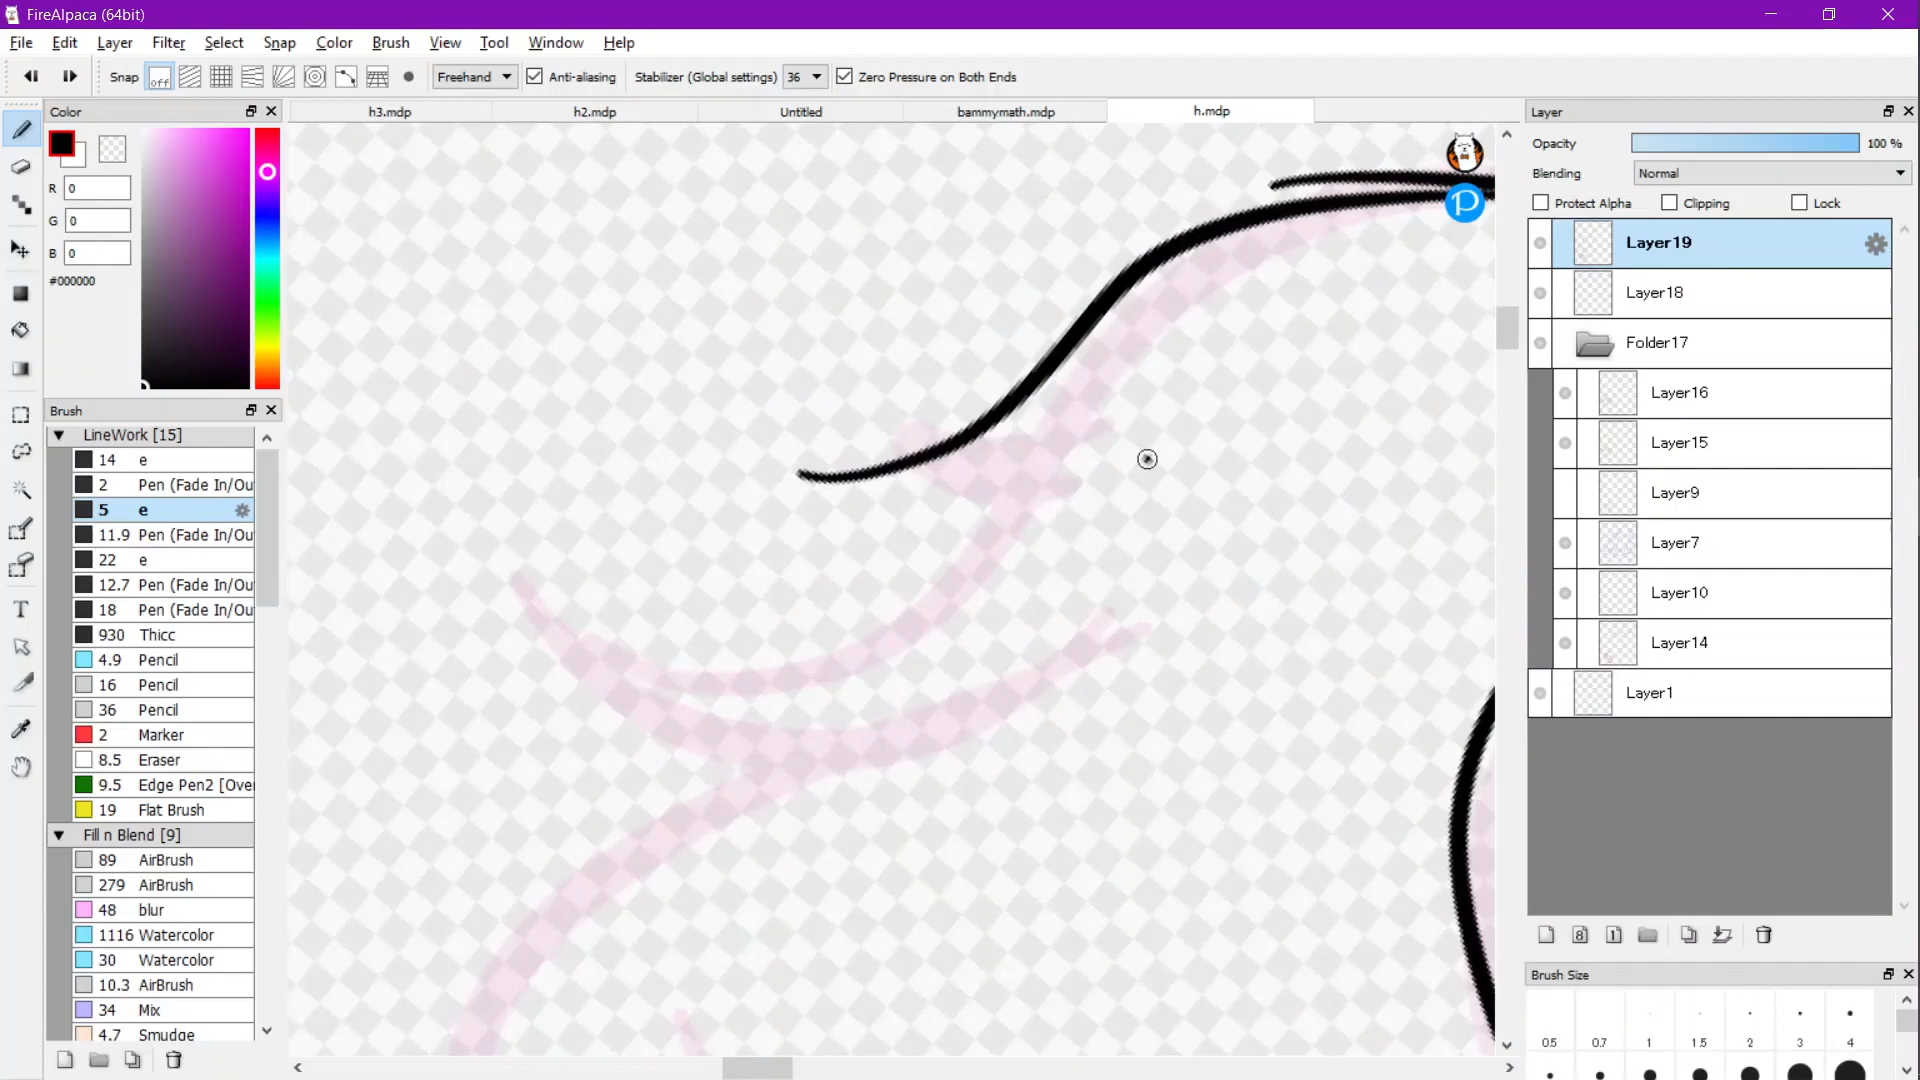 FireAlpaca (64bit)
File Edit Layer Filter Select Snap Color Brush View Tool Window Help
Snap off Freehand Anti-aliasing Stabilizer (Global settings) 36 Zero Pressure on Both Ends
Color
h3.mdp h2.mdp Untitled bammymath.mdp h.mdp
Layer
R 0
G 0
B 0
#000000
Brush
LineWork [15]
14 e
2 Pen (Fade In/Ou
5 e
11.9 Pen (Fade In/Ou
22 e
12.7 Pen (Fade In/Ou
18 Pen (Fade In/Ou
930 Thicc
4.9 Pencil
16 Pencil
36 Pencil
2 Marker
8.5 Eraser
9.5 Edge Pen2 [Ove
19 Flat Brush
Fill n Blend [9]
89 AirBrush
279 AirBrush
48 blur
1116 Watercolor
30 Watercolor
10.3 AirBrush
34 Mix
4.7 Smudge
P
Opacity 100 %
Blending Normal
Protect Alpha Clipping Lock
Layer19
Layer18
Folder17
Layer16
Layer15
Layer9
Layer7
Layer10
Layer14
Layer1
8 1
Brush Size
0.5 0.7 1 1.5 2 3 4